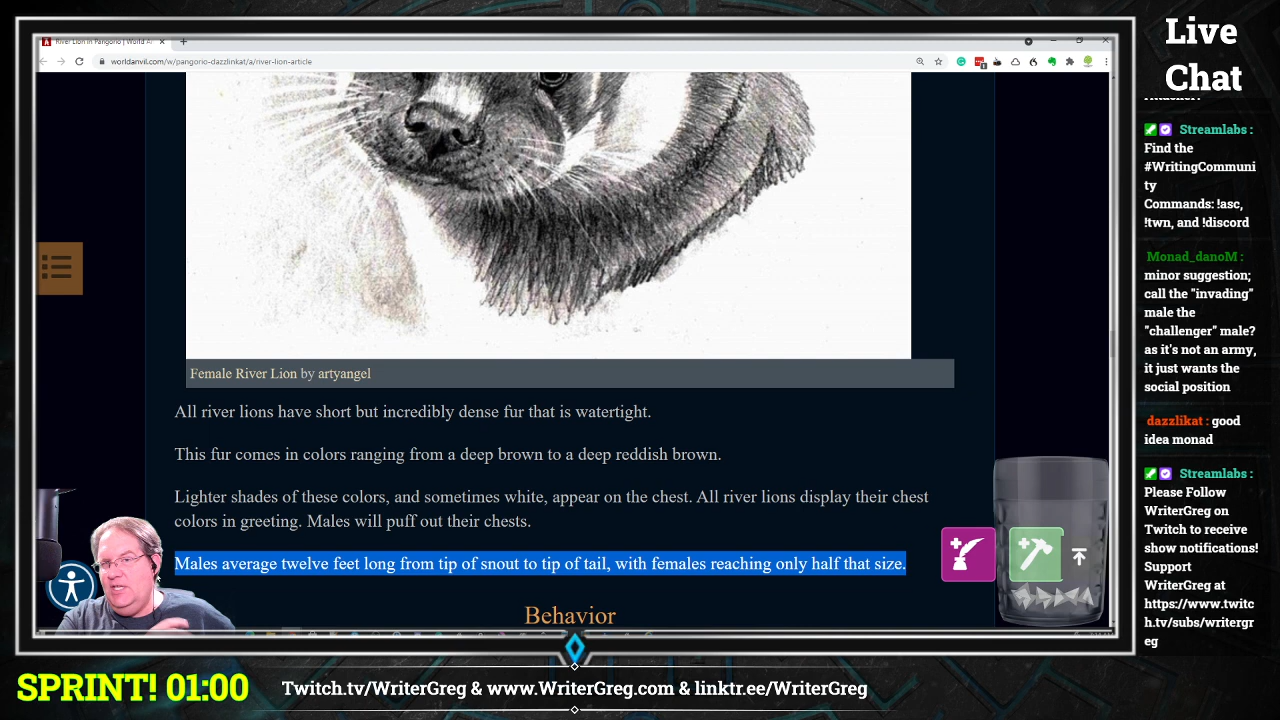 River Lion in Pangorio | World A
worldanvil.com/w/pangorio-dazzlinkat/a/river-lion-article
Female River Lion by artyangel
All river lions have short but incredibly dense fur that is watertight.
This fur comes in colors ranging from a deep brown to a deep reddish brown.
Lighter shades of these colors, and sometimes white, appear on the chest. All river lions display their chest
colors in greeting. Males will puff out their chests.
Males average twelve feet long from tip of snout to tip of tail, with females reaching only half that size.
Behavior
Live
Chat
Streamlabs :
Find the
#WritingCommuni
ty
Commands: !asc,
!twn, and !discord
Monad_danoM :
minor suggestion;
call the "invading"
male the
"challenger" male?
as it's not an army,
it just wants the
social position
dazzlikat : good
idea monad
Streamlabs :
Please Follow
WriterGreg on
Twitch to receive
show notifications!
Support
WriterGreg at
https://www.twitc
h.tv/subs/writergr
eg
SPRINT! 01:00
Twitch.tv/WriterGreg & www.WriterGreg.com & linktr.ee/WriterGreg